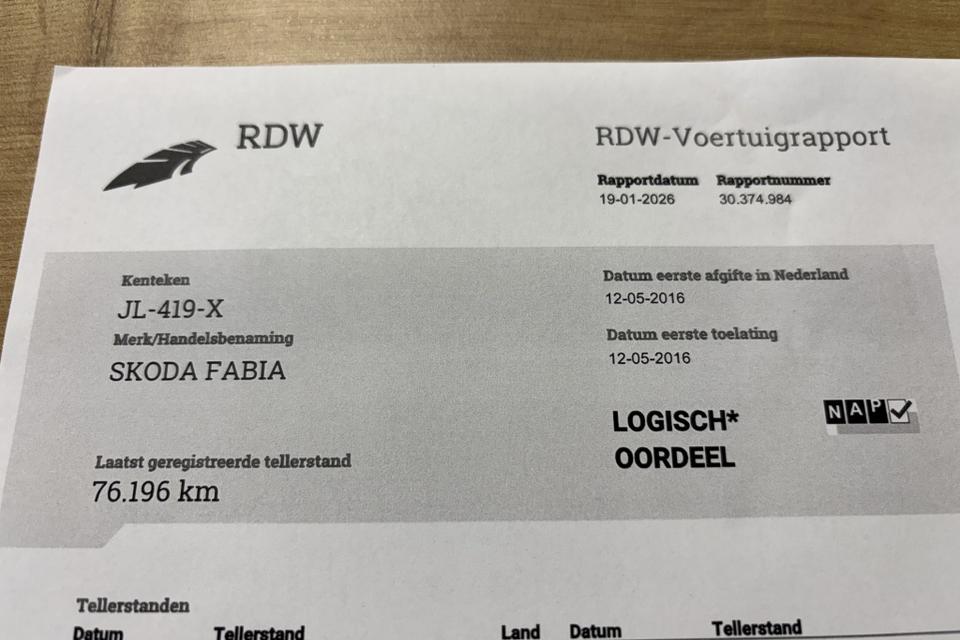 RDW
RDW-Voertuigrapport
Rapportdatum Rapportnummer
19-01-2026 30.374.984
Kenteken
JL-419-X
Merk/Handelsbenaming
SKODA FABIA
Laatst geregistreerde tellerstand
76.196 km
Datum eerste afgifte in Nederland
12-05-2016
Datum eerste toelating
12-05-2016
LOGISCH*
OORDEEL
NAP
Tellerstanden
Datum Tellerstand Land Datum Tellerstand